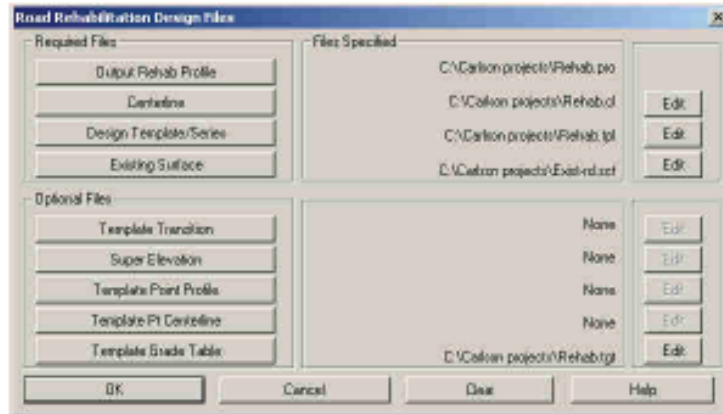 Road Rehabilitation Design Files
Required Files
Files Specified
Output Rehab Profile
C:\Carlson projects\Rehab.pro
Centerline
C:\Carlson projects\Rehab.cl
Edit
Design Template/Series
C:\Carlson projects\Rehab.tpl
Edit
Existing Surface
C:\Carlson projects\Exist-rd.sct
Edit
Optional Files
Template Transition
None
Edit
Super Elevation
None
Edit
Template Point Profile
None
Edit
Template Pt Centerline
None
Edit
Template Grade Table
C:\Carlson projects\Rehab.tgt
Edit
OK
Cancel
Clear
Help